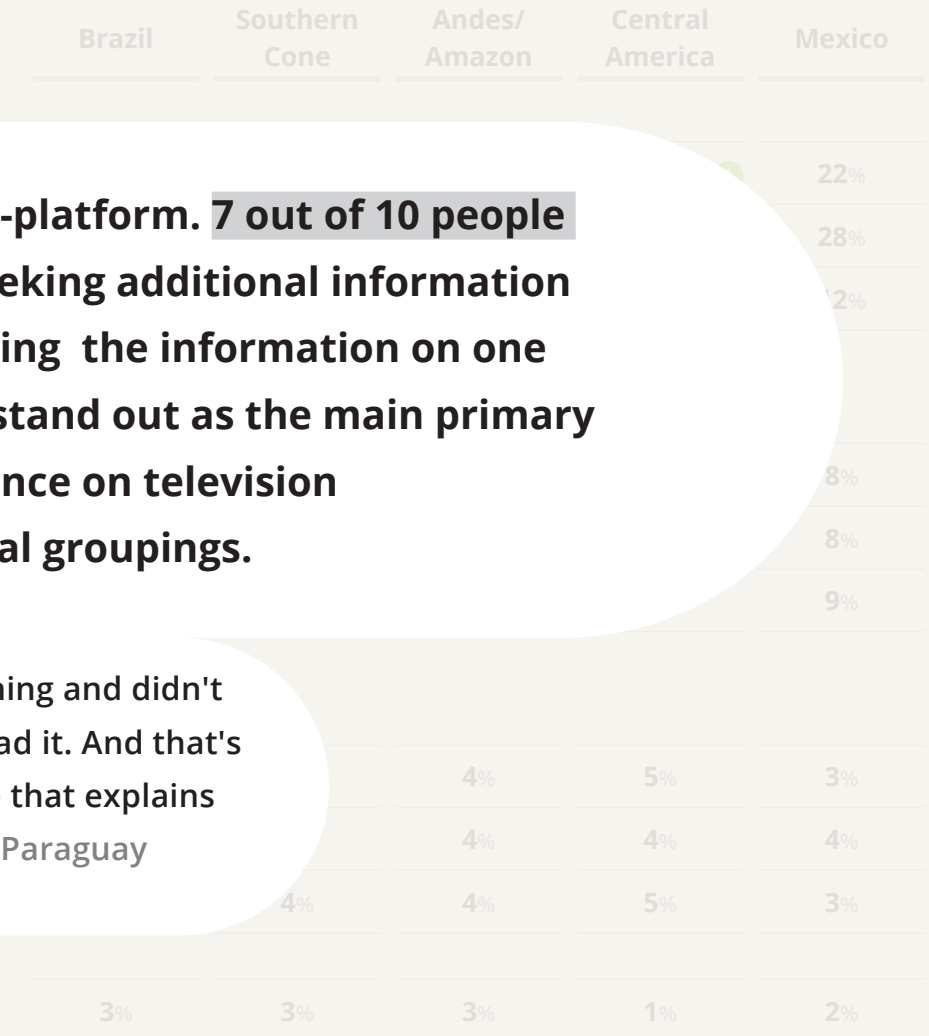 Brazil Southern Cone Andes/ Amazon Central America Mexico
22%
-platform. 7 out of 10 people
28%
eking additional information
2%
ing the information on one
stand out as the main primary
8%
nce on television
8%
al groupings.
9%
ning and didn't
ad it. And that's
4% 5% 3%
that explains
4% 4% 4%
Paraguay
4% 4% 5% 3%
3% 3% 3% 1% 2%